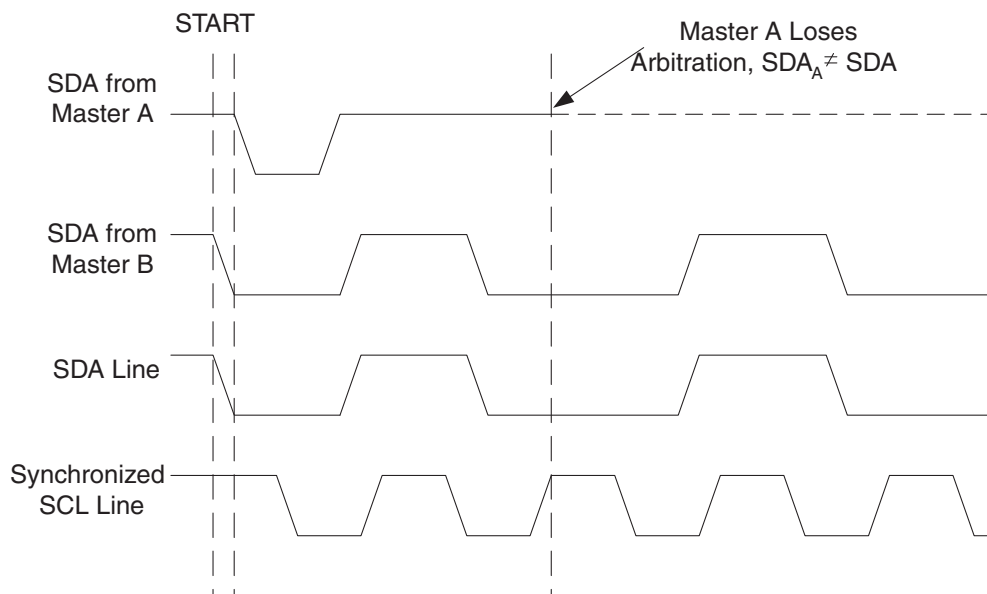 START
Master A Loses
Arbitration, SDA_A ≠ SDA
SDA from
Master A
SDA from
Master B
SDA Line
Synchronized
SCL Line